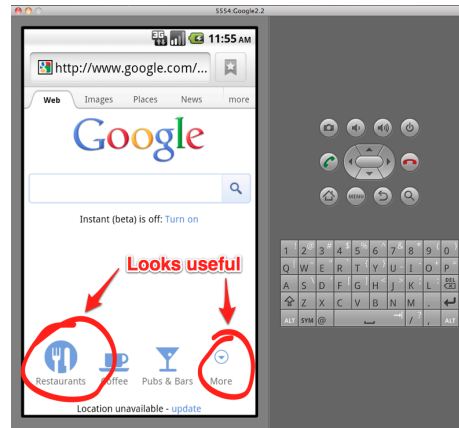 5554:Google2.2
3G 11:55 AM
http://www.google.com/...
Web Images Places News more
Google
Instant (beta) is off: Turn on
Looks useful
Restaurants Coffee Pubs & Bars More
Location unavailable - update
MENU
1 2 @ 3 # 4 $ 5 % 6 ^ 7 & 8 * 9 ( 0 )
Q W E R T Y U I O P
A S D F G H J K L DEL
Z X C V B N M .
ALT SYM @ / ? , ALT